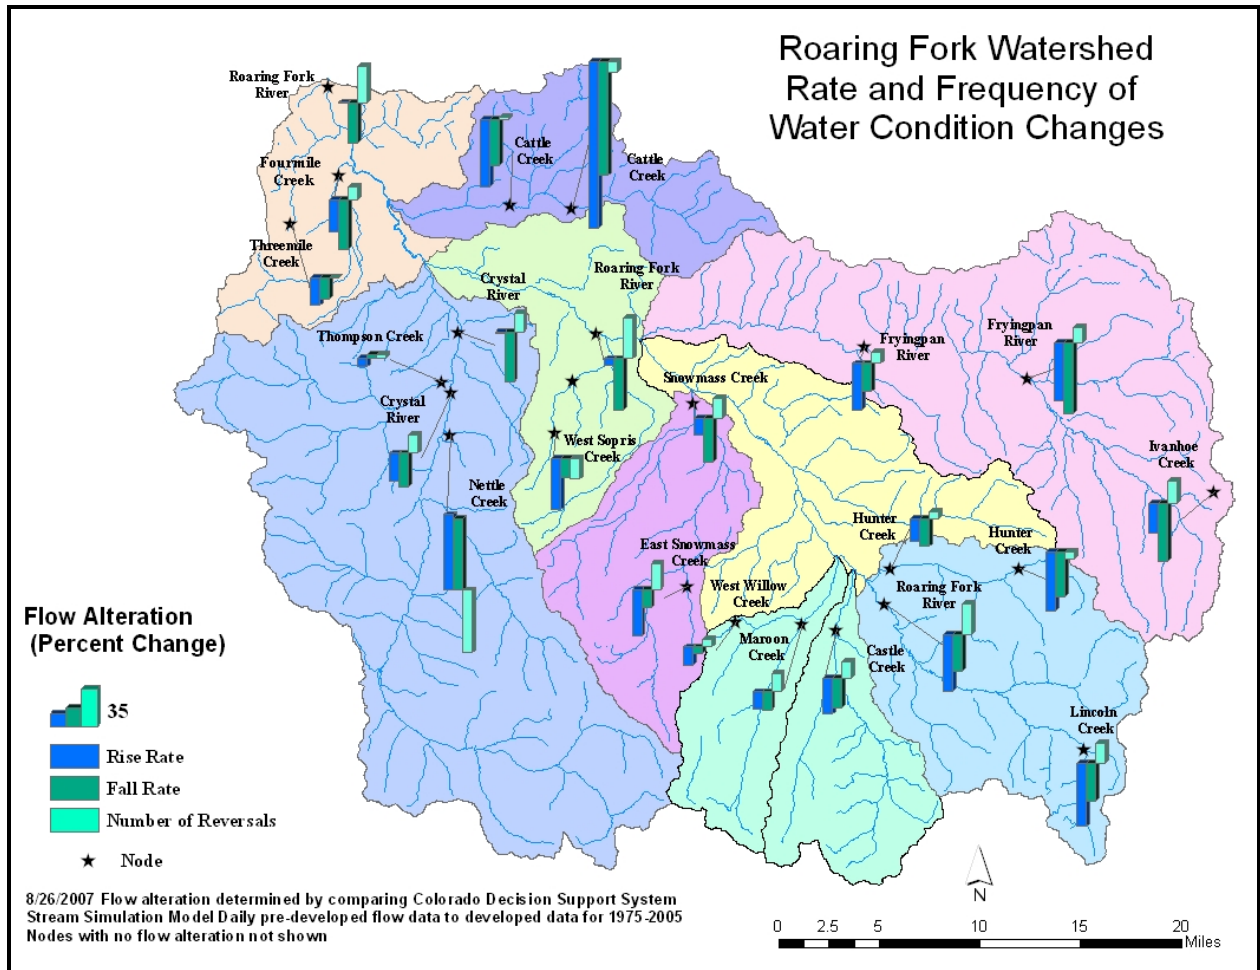 Roaring Fork Watershed
Rate and Frequency of
Water Condition Changes
Roaring Fork
River
Cattle
Creek
Cattle
Creek
Fourmile
Creek
Threemile
Creek
Crystal
River
Roaring Fork
River
Thompson Creek
Fryingpan
River
Fryingpan
River
Snowmass Creek
Crystal
River
West Sopris
Creek
Ivanhoe
Creek
Nettle
Creek
Hunter
Creek
Hunter
Creek
East Snowmass
Creek
West Willow
Creek
Roaring Fork
River
Maroon
Creek
Castle
Creek
Lincoln
Creek
Flow Alteration
(Percent Change)
35
Rise Rate
Fall Rate
Number of Reversals
Node
8/26/2007 Flow alteration determined by comparing Colorado Decision Support System
Stream Simulation Model Daily pre-developed flow data to developed data for 1975-2005
Nodes with no flow alteration not shown
N
0 2.5 5 10 15 20
Miles